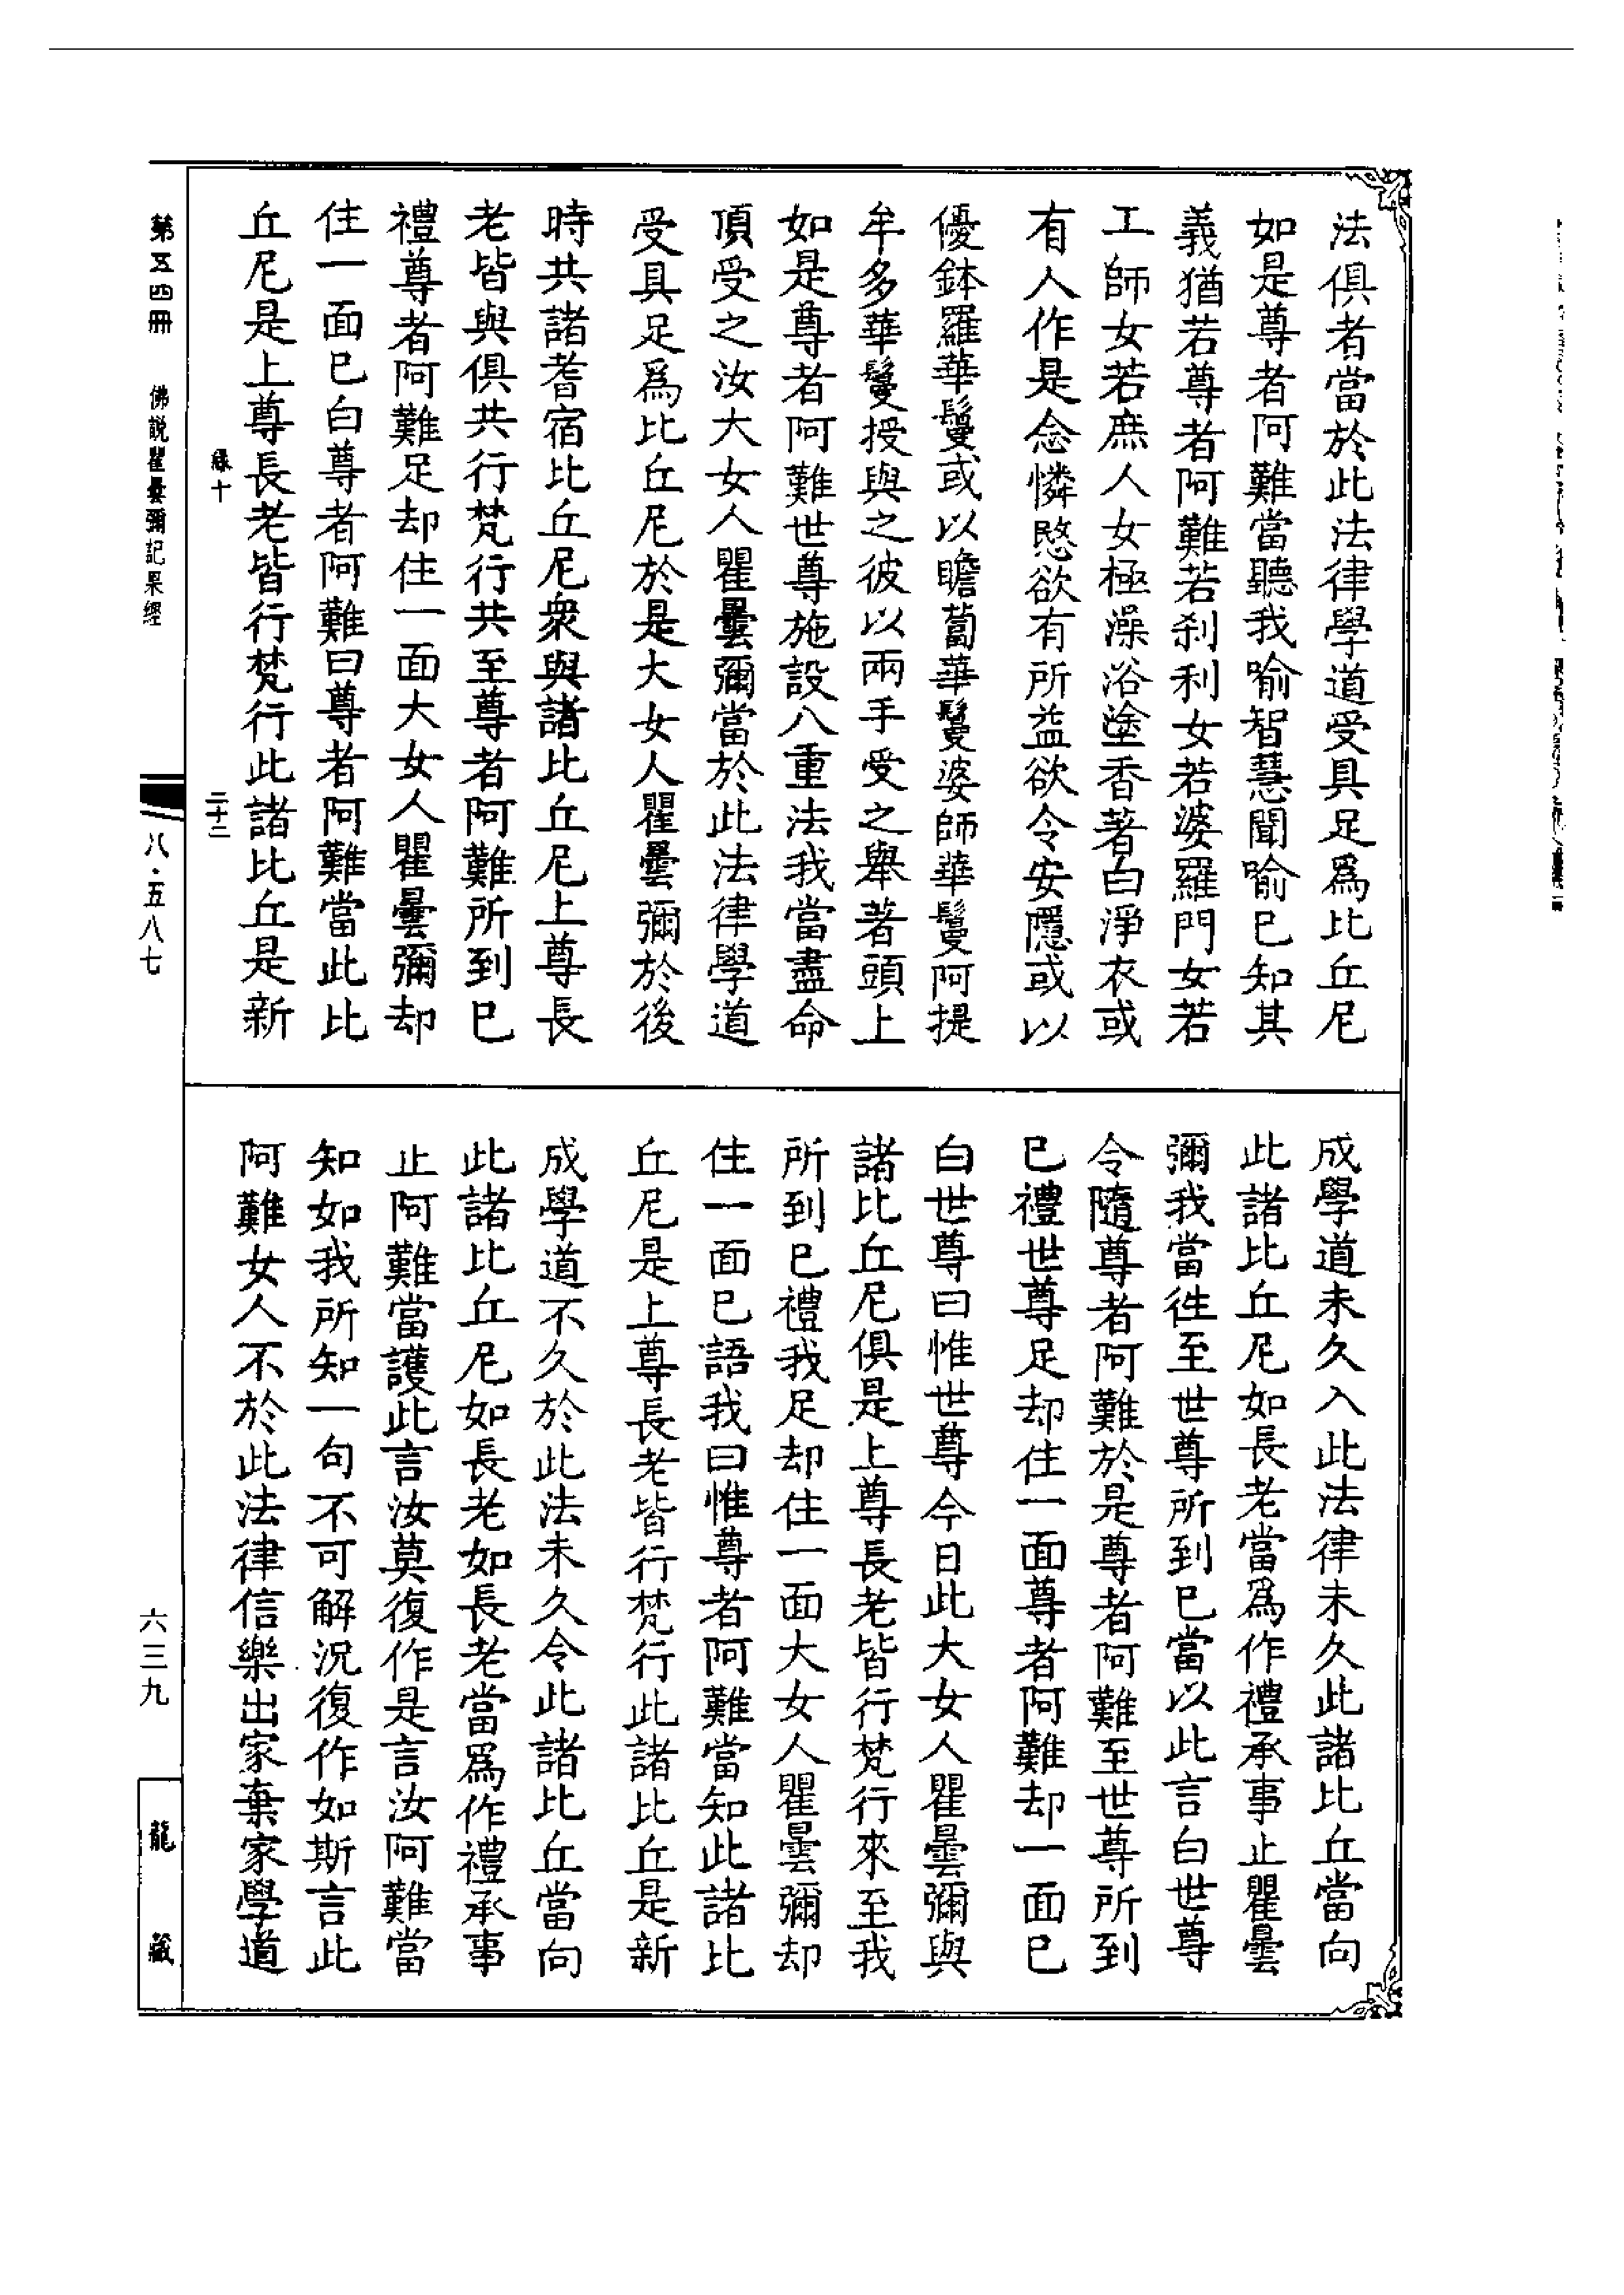 法俱者當於此法律學道受具足爲比丘尼
如是尊者阿難當聽我喻智慧聞喻已知其
義猶若尊者阿難若刹利女若婆羅門女若
工師女若庶人女極澡浴塗香著白淨衣或
有人作是念憐愍欲有所益欲令安隱或以
優鉢羅華鬘或以瞻蔔華鬘婆師華鬘阿提
牟多華鬘授與之彼以兩手受之舉著頭上
如是尊者阿難世尊施設八重法我當盡命
頂受之汝大女人瞿曇彌當於此法律學道
受具足爲比丘尼於是大女人瞿曇彌於後
時共諸耆宿比丘尼衆與諸比丘尼上尊長
老皆與俱共行梵行共至尊者阿難所到已
禮尊者阿難足却住一面大女人瞿曇彌却
住一面已白尊者阿難曰尊者阿難當此比
丘尼是上尊長老皆行梵行此諸比丘是新
成學道未久入此法律未久此諸比丘當向
此諸比丘尼如長老當爲作禮承事止瞿曇
彌我當徃至世尊所到已當以此言白世尊
令隨尊者阿難於是尊者阿難至世尊所到
已禮世尊足却住一面尊者阿難却一面已
白世尊曰惟世尊今日此大女人瞿曇彌與
諸比丘尼俱是上尊長老皆行梵行來至我
所到已禮我足却住一面大女人瞿曇彌却
住一面已語我曰惟尊者阿難當知此諸比
丘尼是上尊長老皆行梵行此諸比丘是新
成學道不久於此法未久令此諸比丘當向
此諸比丘尼如長老如長老當爲作禮承事
止阿難當護此言汝莫復作是言汝阿難當
知如我所知一句不可解況復作如斯言此
阿難女人不於此法律信樂出家棄家學道
縁十 二十二
第五四冊 佛說瞿曇彌記果經 八·五八七 六三九 龍藏